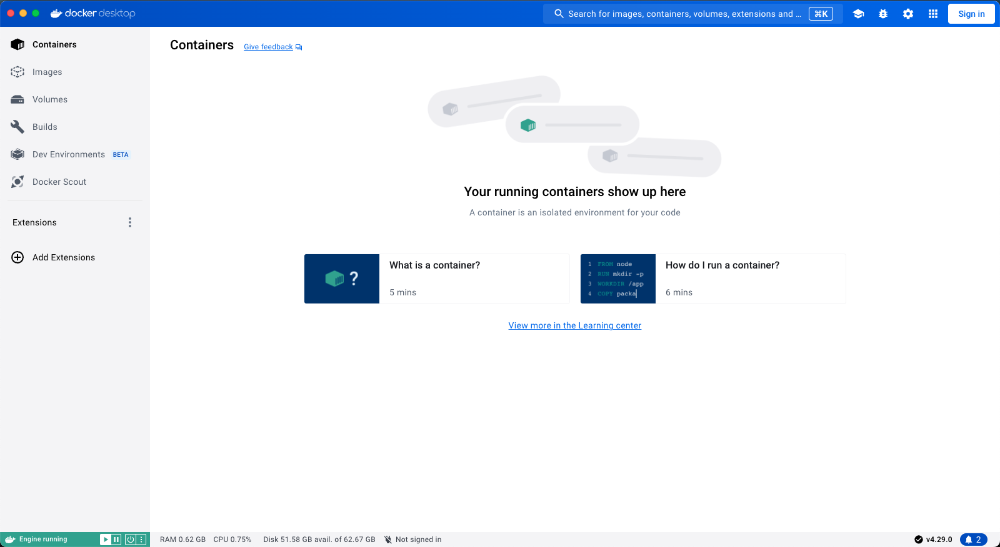 docker desktop
Search for images, containers, volumes, extensions and ...
⌘K
Sign in
Containers
Images
Volumes
Builds
Dev Environments BETA
Docker Scout
Extensions
Add Extensions
Containers Give feedback
Your running containers show up here
A container is an isolated environment for your code
?
What is a container?
5 mins
1 FROM node
2 RUN mkdir -p
3 WORKDIR /app
4 COPY packa
How do I run a container?
6 mins
View more in the Learning center
Engine running
RAM 0.62 GB CPU 0.75% Disk 51.58 GB avail. of 62.67 GB Not signed in
v4.29.0
2